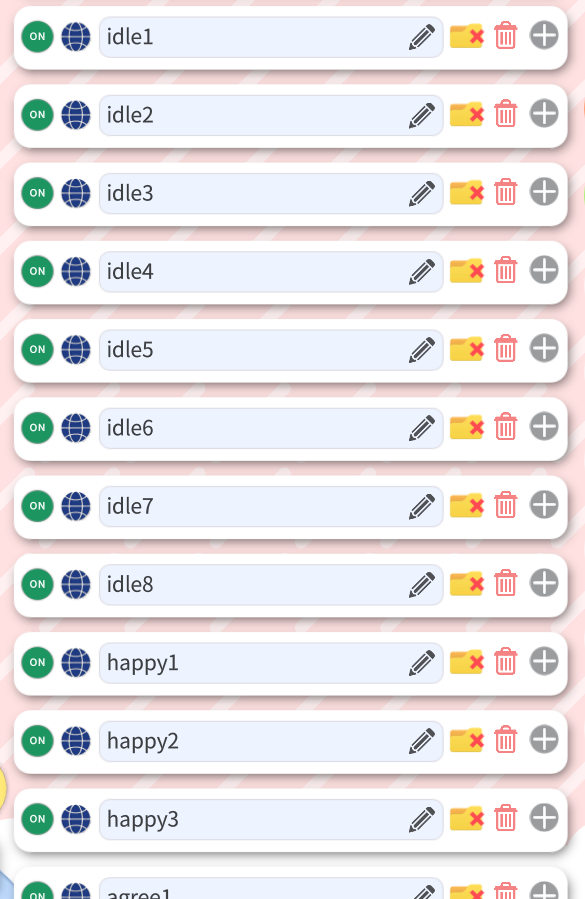 ON idle1
ON idle2
ON idle3
ON idle4
ON idle5
ON idle6
ON idle7
ON idle8
ON happy1
ON happy2
ON happy3
ON agree1